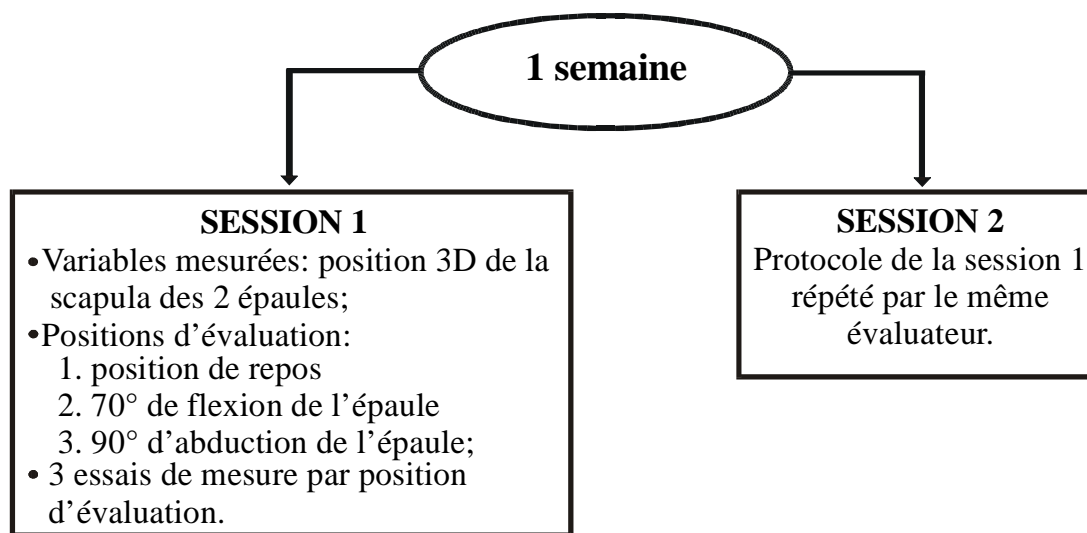 1 semaine
SESSION 1
•Variables mesurées: position 3D de la
scapula des 2 épaules;
•Positions d’évaluation:
1. position de repos
2. 70° de flexion de l’épaule
3. 90° d’abduction de l’épaule;
• 3 essais de mesure par position
d’évaluation.
SESSION 2
Protocole de la session 1
répété par le même
évaluateur.